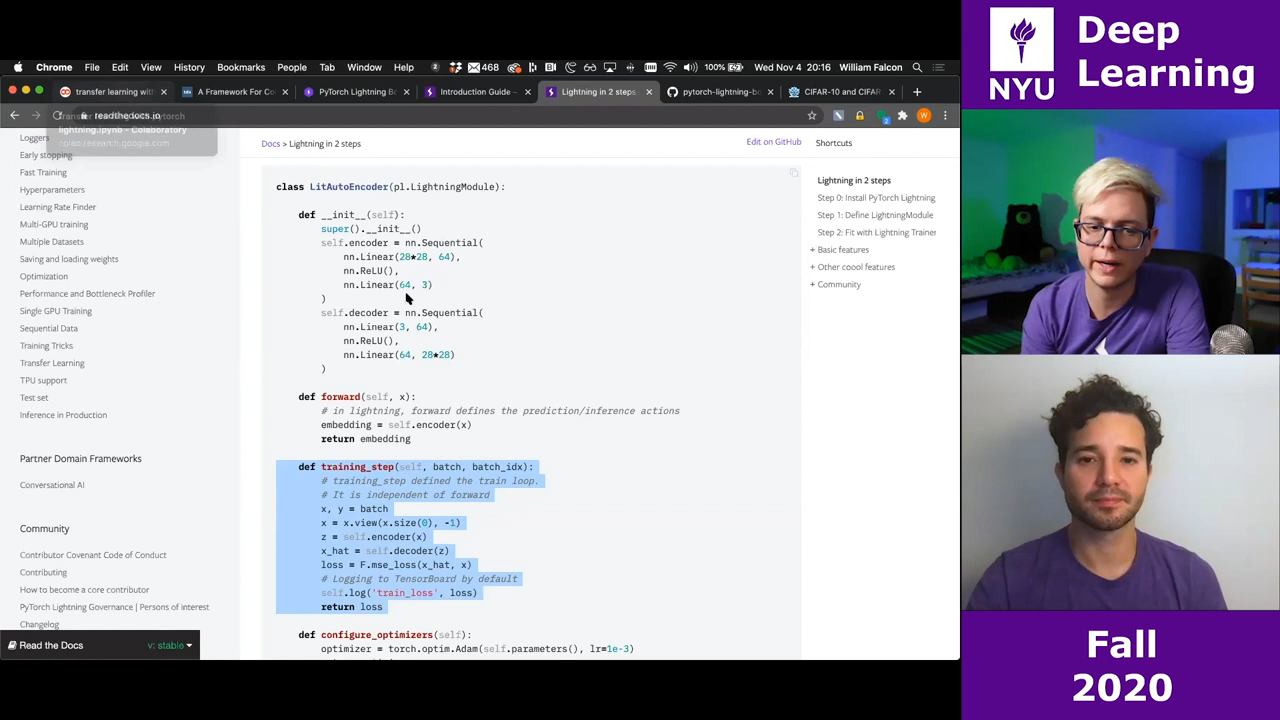 Chrome File Edit View History Bookmarks People Tab Window Help 2 468 100% Wed Nov 4 20:16 William Falcon
transfer learning with
A Framework For Co
PyTorch Lightning Bo
Introduction Guide —
Lightning in 2 steps
pytorch-lightning-bo
CIFAR-10 and CIFAR
readthedocs.io
lightning.ipynb - Colaboratory
W
Loggers
Early stopping
Fast Training
Hyperparameters
Learning Rate Finder
Multi-GPU training
Multiple Datasets
Saving and loading weights
Optimization
Performance and Bottleneck Profiler
Single GPU Training
Sequential Data
Training Tricks
Transfer Learning
TPU support
Test set
Inference in Production
Partner Domain Frameworks
Conversational AI
Community
Contributor Covenant Code of Conduct
Contributing
How to become a core contributor
PyTorch Lightning Governance | Persons of interest
Changelog
Read the Docs v: stable
Docs > Lightning in 2 steps
Edit on GitHub
class LitAutoEncoder(pl.LightningModule):
def __init__(self):
super().__init__()
self.encoder = nn.Sequential(
nn.Linear(28*28, 64),
nn.ReLU(),
nn.Linear(64, 3)
)
self.decoder = nn.Sequential(
nn.Linear(3, 64),
nn.ReLU(),
nn.Linear(64, 28*28)
)
def forward(self, x):
# in lightning, forward defines the prediction/inference actions
embedding = self.encoder(x)
return embedding
def training_step(self, batch, batch_idx):
# training_step defined the train loop.
# It is independent of forward
x, y = batch
x = x.view(x.size(0), -1)
z = self.encoder(x)
x_hat = self.decoder(z)
loss = F.mse_loss(x_hat, x)
# Logging to TensorBoard by default
self.log('train_loss', loss)
return loss
def configure_optimizers(self):
optimizer = torch.optim.Adam(self.parameters(), lr=1e-3)
Shortcuts
Lightning in 2 steps
Step 0: Install PyTorch Lightning
Step 1: Define LightningModule
Step 2: Fit with Lightning Trainer
+ Basic features
+ Other coool features
+ Community
NYU
Deep
Learning
Fall
2020